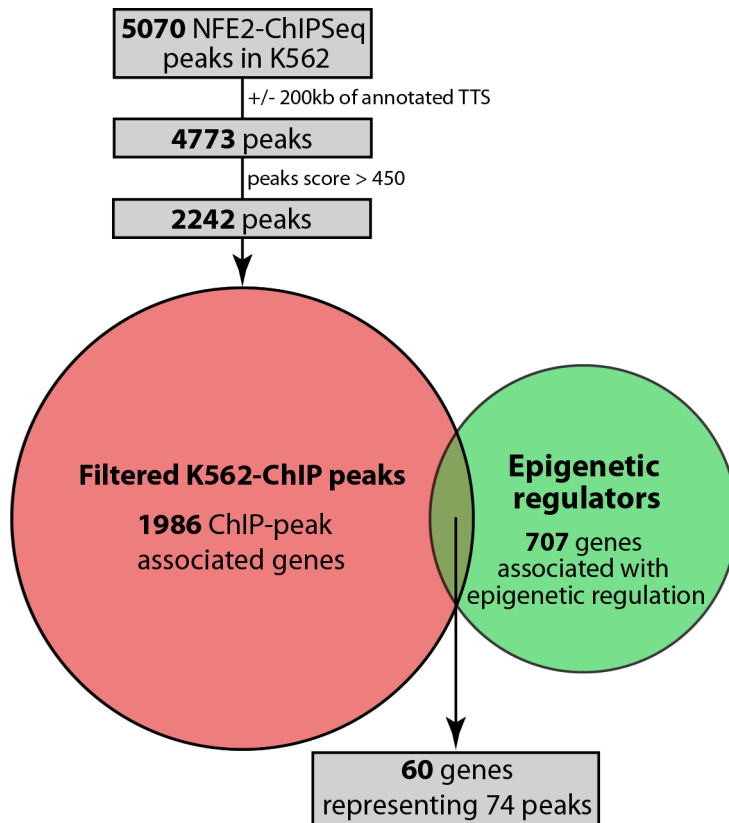 5070 NFE2-ChIPSeq
peaks in K562
+/- 200kb of annotated TTS
4773 peaks
peaks score > 450
2242 peaks
Filtered K562-ChIP peaks
1986 ChIP-peak
associated genes
Epigenetic
regulators
707 genes
associated with
epigenetic regulation
60 genes
representing 74 peaks